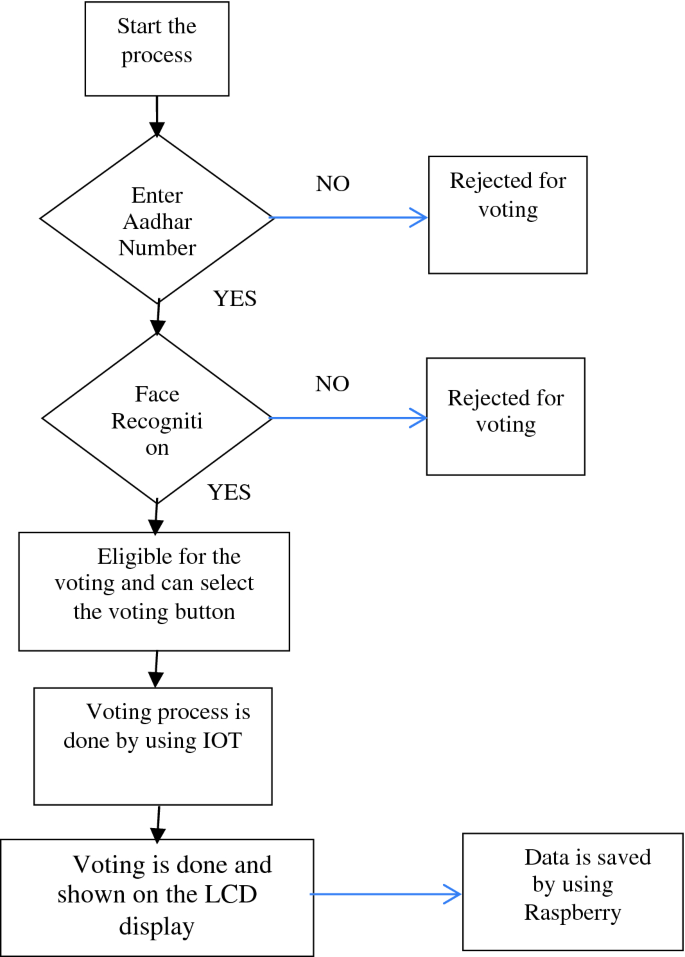 Start the
process
Enter
Aadhar
Number
NO
Rejected for
voting
YES
Face
Recogniti
on
NO
Rejected for
voting
YES
Eligible for the
voting and can select
the voting button
Voting process is
done by using IOT
Voting is done and
shown on the LCD
display
Data is saved
by using
Raspberry